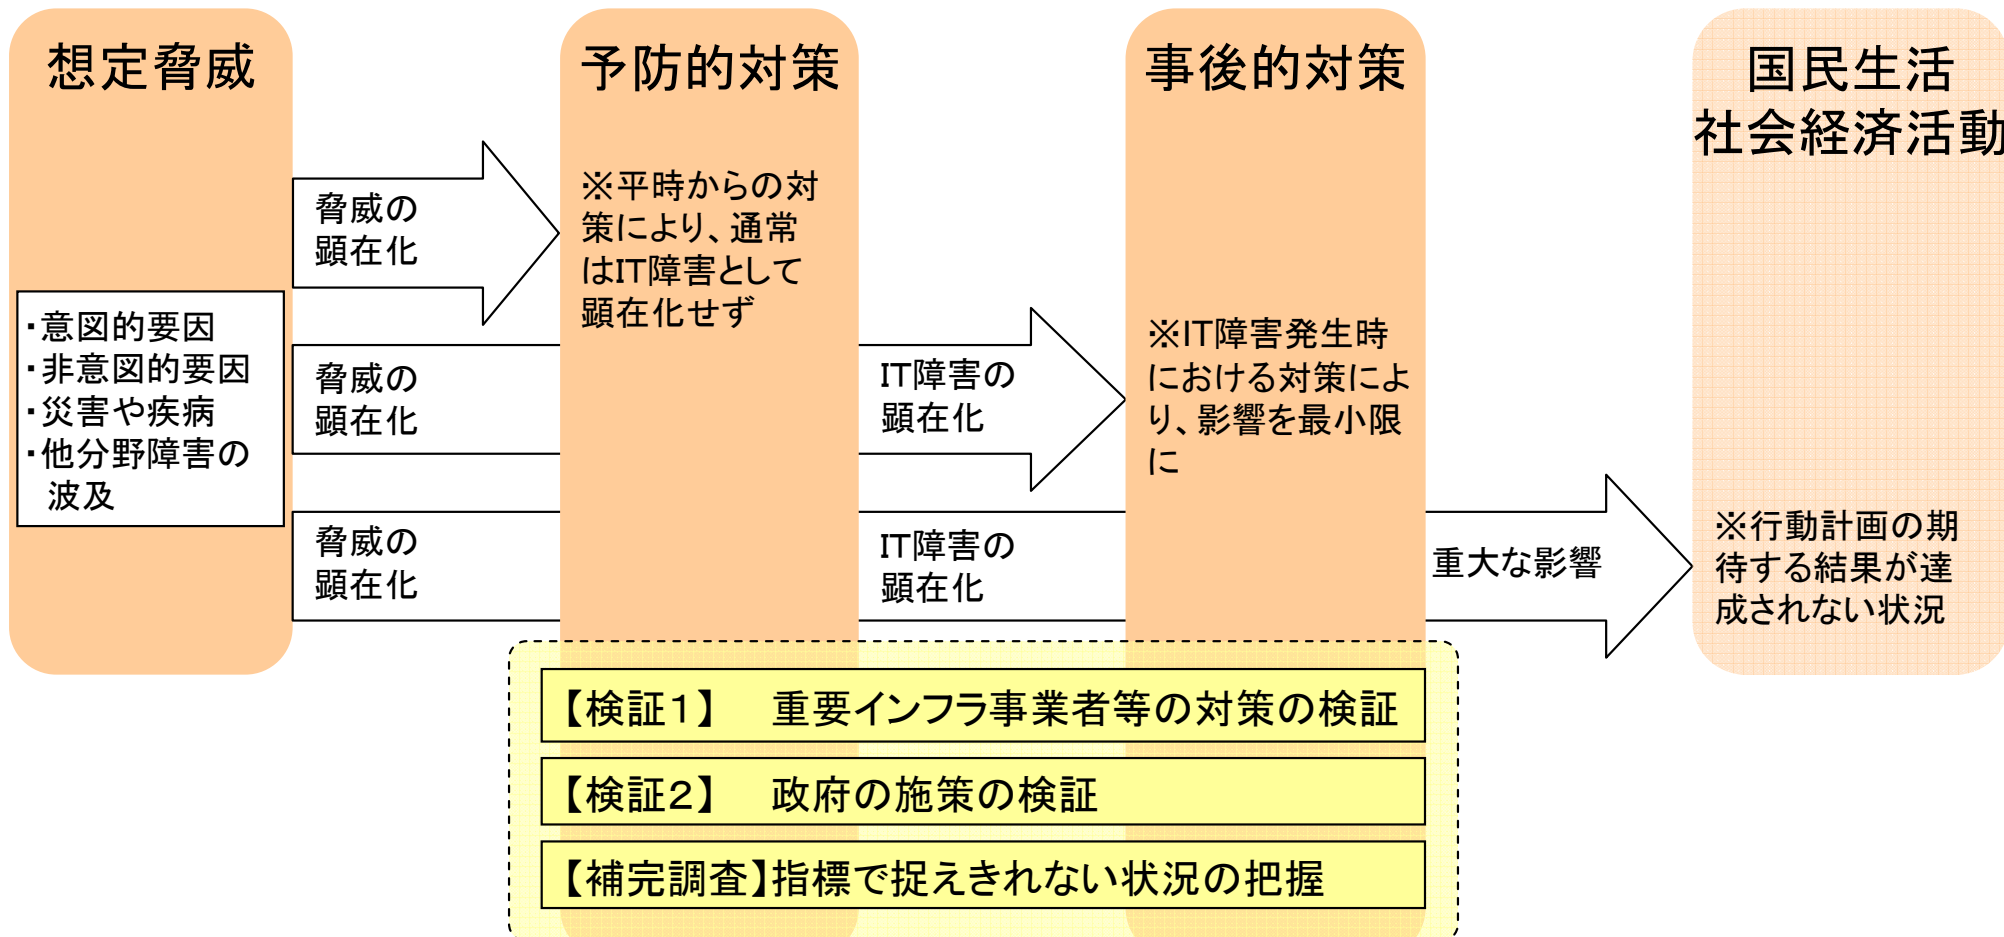 想定脅威
・意図的要因
・非意図的要因
・災害や疾病
・他分野障害の
波及
脅威の
顕在化
脅威の
顕在化
脅威の
顕在化
予防的対策
※平時からの対
策により、通常
はIT障害として
顕在化せず
IT障害の
顕在化
IT障害の
顕在化
事後的対策
※IT障害発生時
における対策によ
り、影響を最小限
に
重大な影響
国民生活
社会経済活動
※行動計画の期
待する結果が達
成されない状況
【検証1】 重要インフラ事業者等の対策の検証
【検証2】 政府の施策の検証
【補完調査】指標で捉えきれない状況の把握